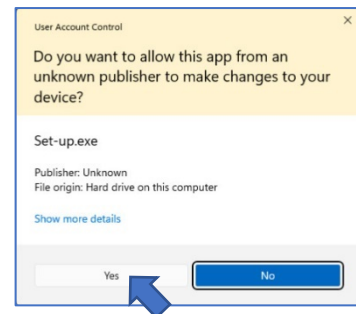 User Account Control
Do you want to allow this app from an
unknown publisher to make changes to your
device?
Set-up.exe
Publisher: Unknown
File origin: Hard drive on this computer
Show more details
Yes No